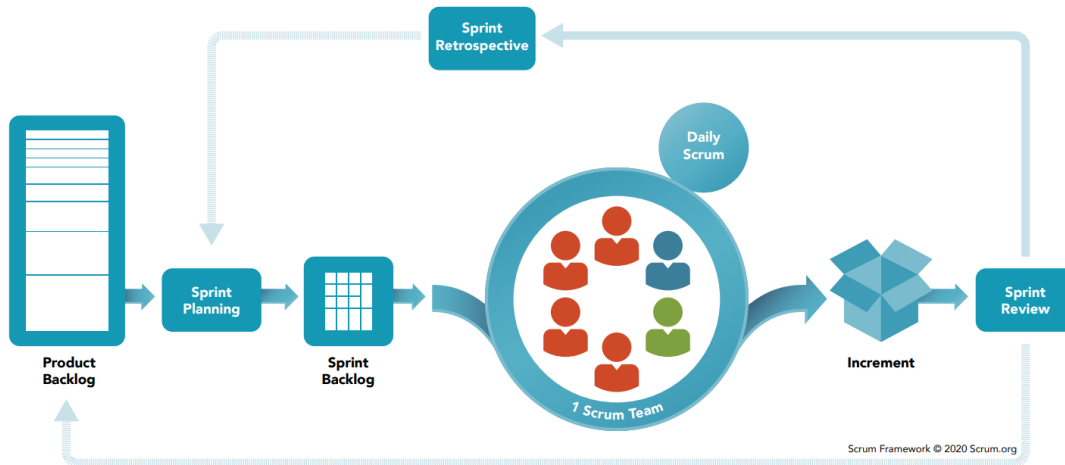 Sprint
Retrospective
Daily
Scrum
Sprint
Planning
Sprint
Review
Product
Backlog
Sprint
Backlog
Increment
1 Scrum Team
Scrum Framework © 2020 Scrum.org